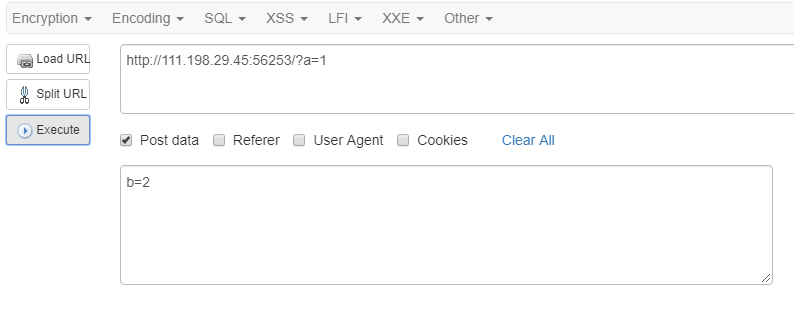 Encryption Encoding SQL XSS LFI XXE Other
Load URL
http://111.198.29.45:56253/?a=1
Split URL
Execute
Post data Referer User Agent Cookies Clear All
b=2